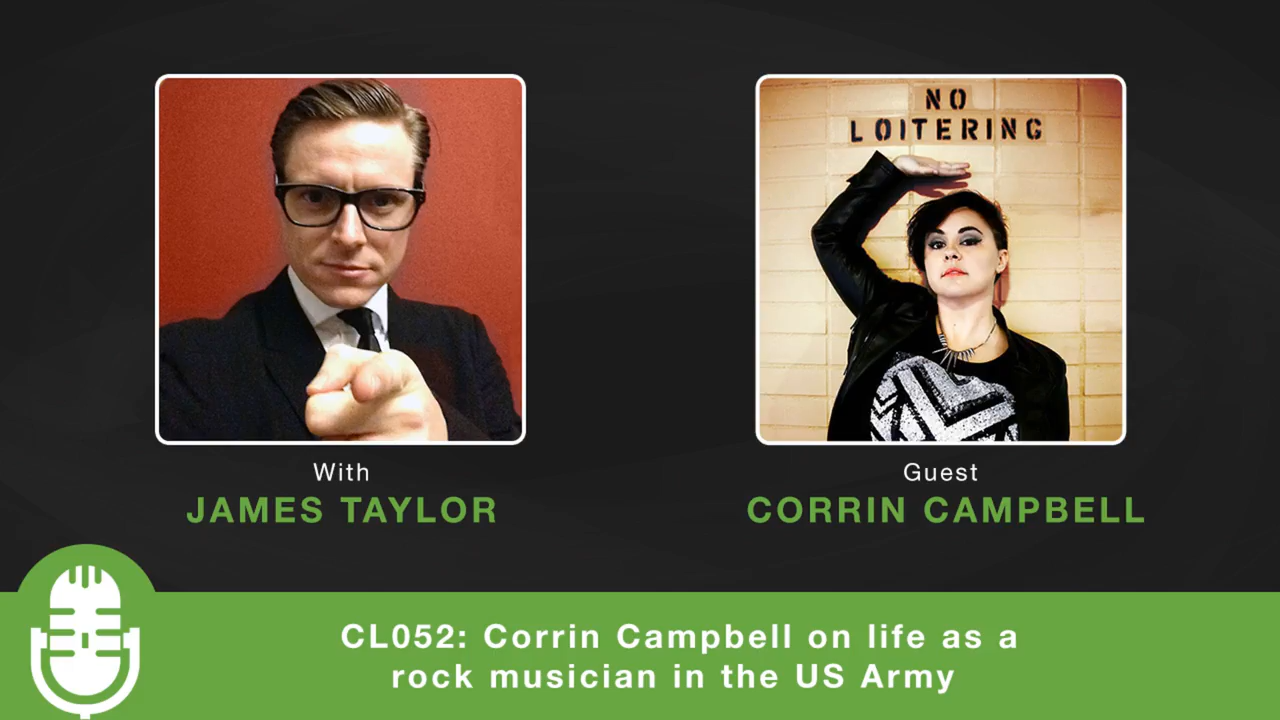 NO
LOITERING
With
JAMES TAYLOR
Guest
CORRIN CAMPBELL
CL052: Corrin Campbell on life as a
rock musician in the US Army